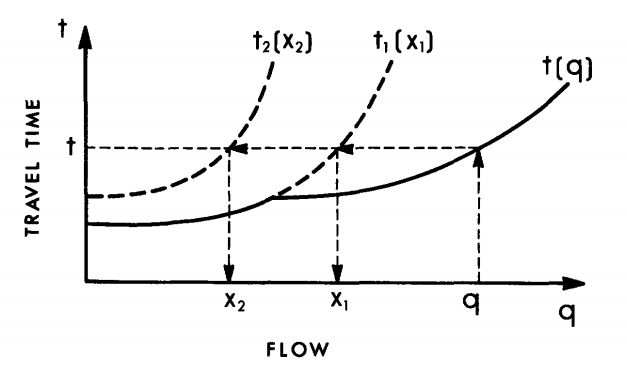 t
t₂(x₂)
t₁(x₁)
t(q)
TRAVEL TIME
t
x₂
x₁
q
q
FLOW